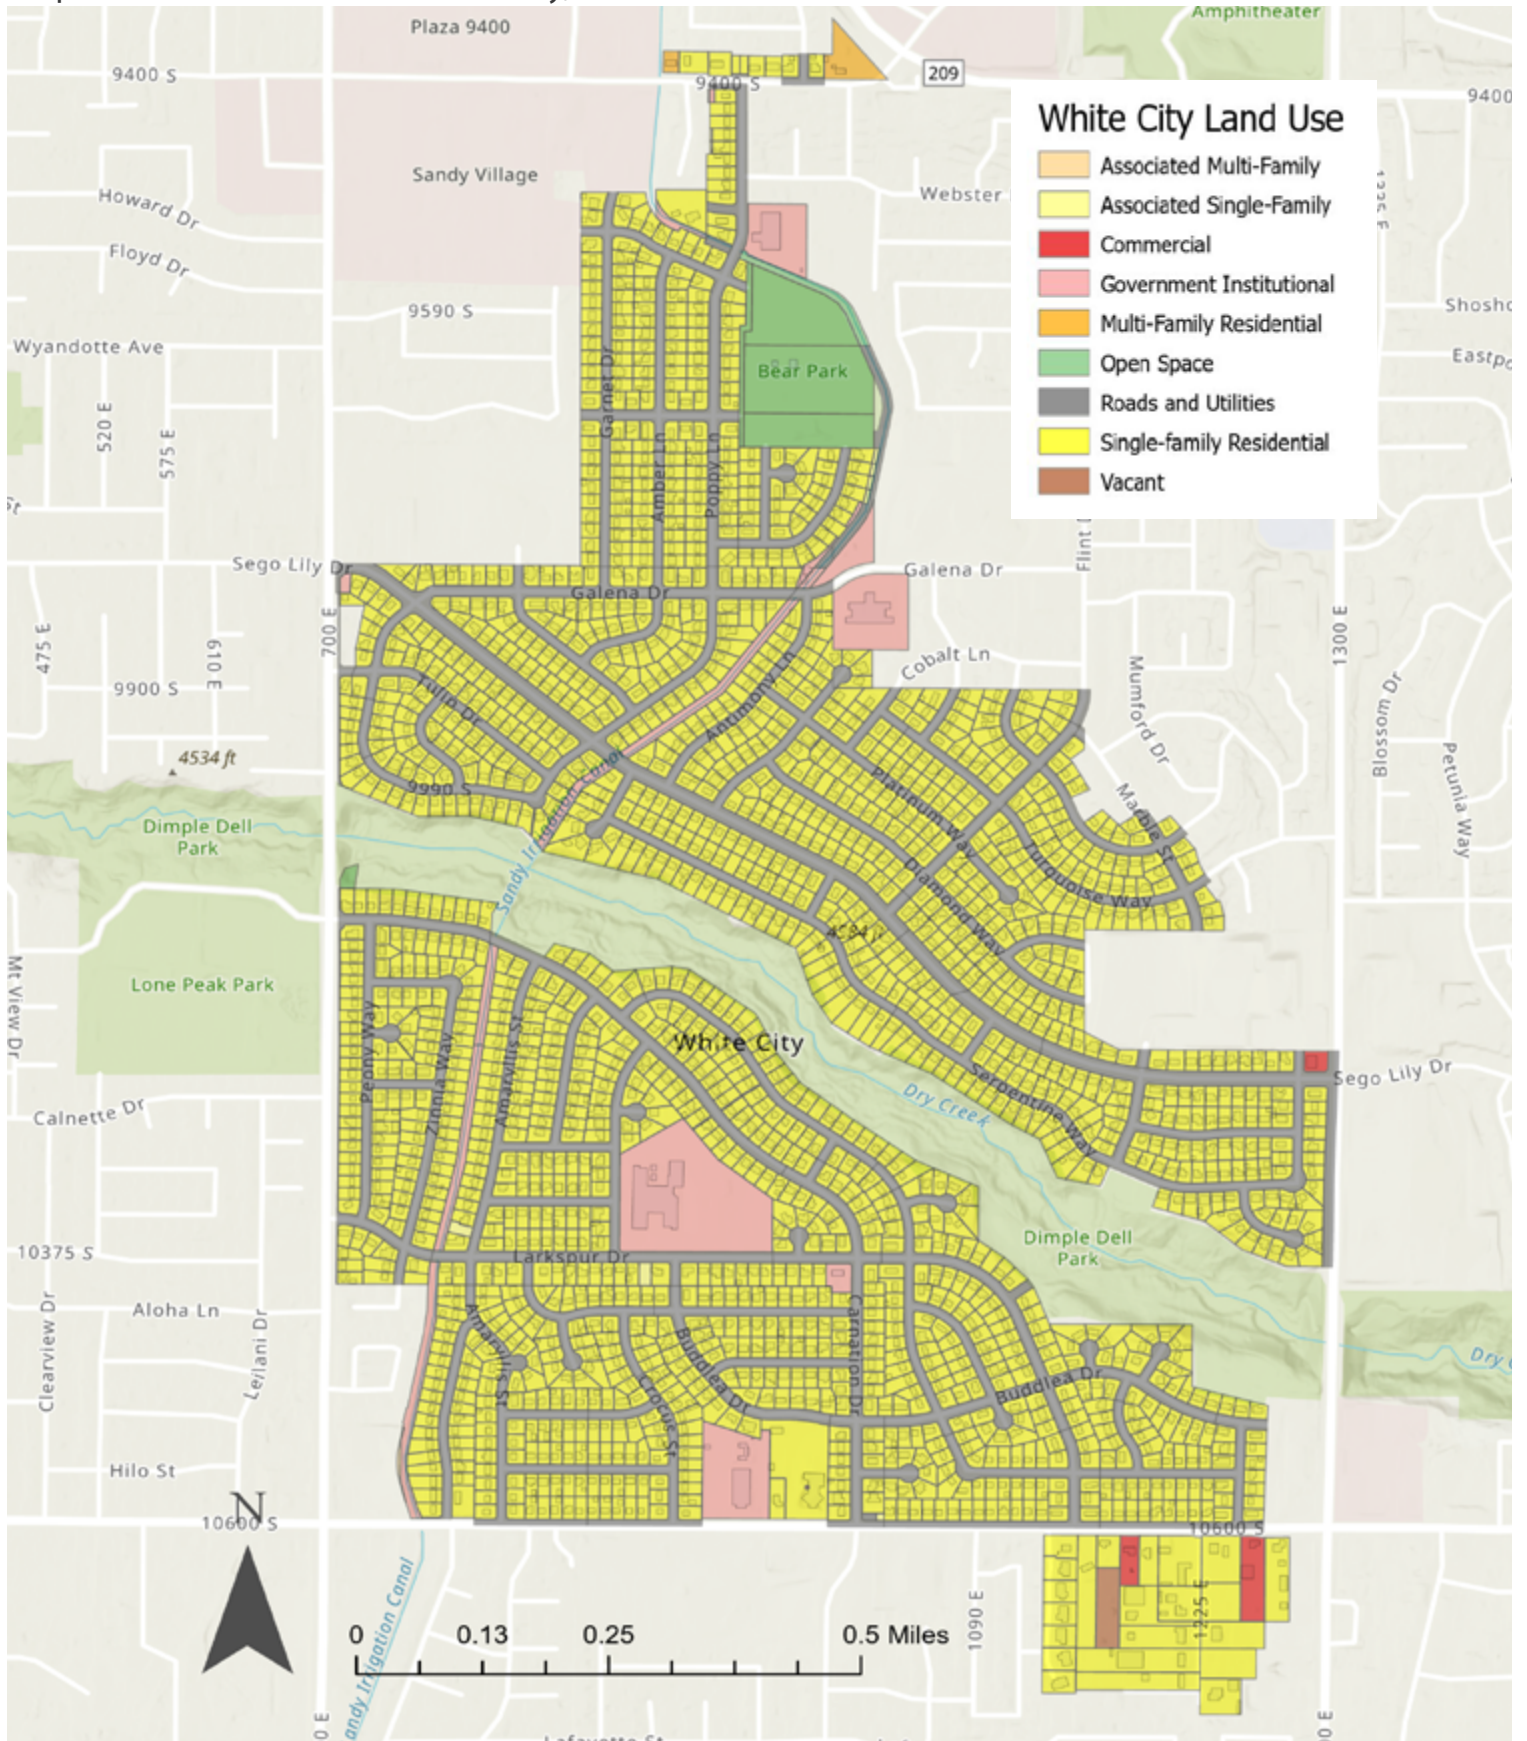 Plaza 9400
Amphitheater
9400 S
9400 S
209
9400
White City Land Use
Associated Multi-Family
Associated Single-Family
Commercial
Government Institutional
Multi-Family Residential
Open Space
Roads and Utilities
Single-family Residential
Vacant
Sandy Village
Webster
Howard Dr
Floyd Dr
9590 S
Wyandotte Ave
Bear Park
Garnet Dr
Amber Ln
Poppy Ln
520 E
575 E
St
Sego Lily Dr
Galena Dr
Galena Dr
Flint
700 E
475 E
610 E
1300 E
9900 S
Tulip Dr
Antimony Ln
Cobalt Ln
Mumford Dr
Blossom Dr
Petunia Way
4534 ft
9990 S
Platinum Way
Marble St
Dimple Dell
Park
Turquoise Way
Diamond Way
Sandy Irrigation Canal
Lone Peak Park
Mt View Dr
White City
Penny Way
Zinnia Way
Amaryllis St
Dry Creek
Serpentine Way
Sego Lily Dr
Calnette Dr
10375 S
Larkspur Dr
Dimple Dell
Park
Aloha Ln
Clearview Dr
Leilani Dr
Amaryllis St
Buddlea Dr
Carnation Dr
Crocus St
Buddlea Dr
Dry
Hilo St
N
10600 S
10600 S
0 0.13 0.25 0.5 Miles
1090 E
1225 E
andy Irrigation Canal
0 E
0 E